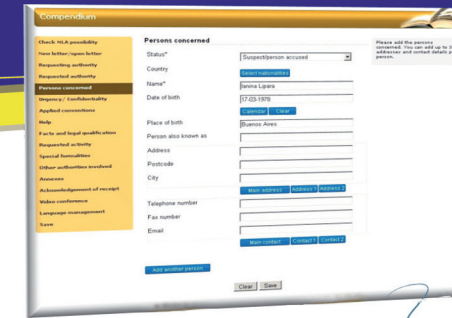 Compendium
Check MLA possibility
New letter/open letter
Requesting authority
Requested authority
Persons concerned
Urgency / Confidentiality
Applied conventions
Help
Facts and legal qualification
Requested activity
Special formalities
Other authorities involved
Annexes
Acknowledgement of receipt
Video conference
Language management
Save
Persons concerned
Status* Suspect/person accused
Country Select nationalities
Name* Ianina Lipara
Date of birth 17-03-1978
Calendar Clear
Place of birth Buenos Aires
Person also known as
Address
Postcode
City
Main address Address 1 Address 2
Telephone number
Fax number
Email
Main contact Contact 1 Contact 2
Add another person
Clear Save
Please add the persons
concerned. You can add up to 3
addresses and contact details p
person.